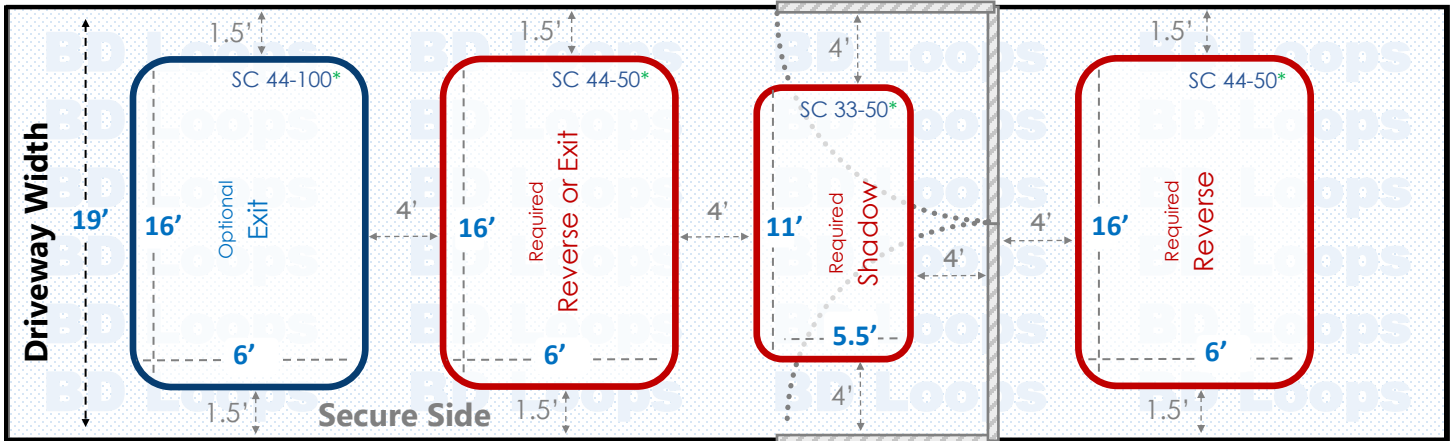 Driveway Width
19’
1.5’
SC 44-100*
16’
Optional
Exit
6’
1.5’
4’
1.5’
SC 44-50*
16’
Required
Reverse or Exit
6’
1.5’
4’
4’
SC 33-50*
11’
Required
Shadow
5.5’
4’
4’
4’
1.5’
SC 44-50*
16’
Required
Reverse
6’
1.5’
Secure Side
BD Loops